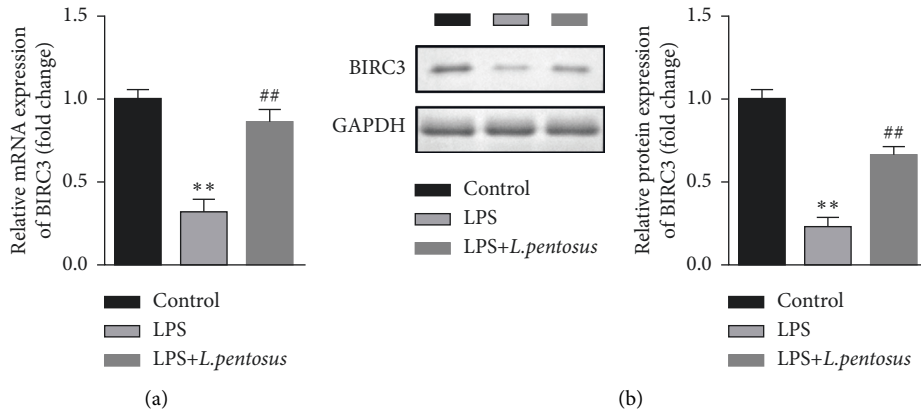 Relative mRNA expression
of BIRC3 (fold change)
1.5
1.0
0.5
0.0
**
##
Control
LPS
LPS+L.pentosus
(a)
BIRC3
GAPDH
Control
LPS
LPS+L.pentosus
Relative protein expression
of BIRC3 (fold change)
1.5
1.0
0.5
0.0
**
##
Control
LPS
LPS+L.pentosus
(b)